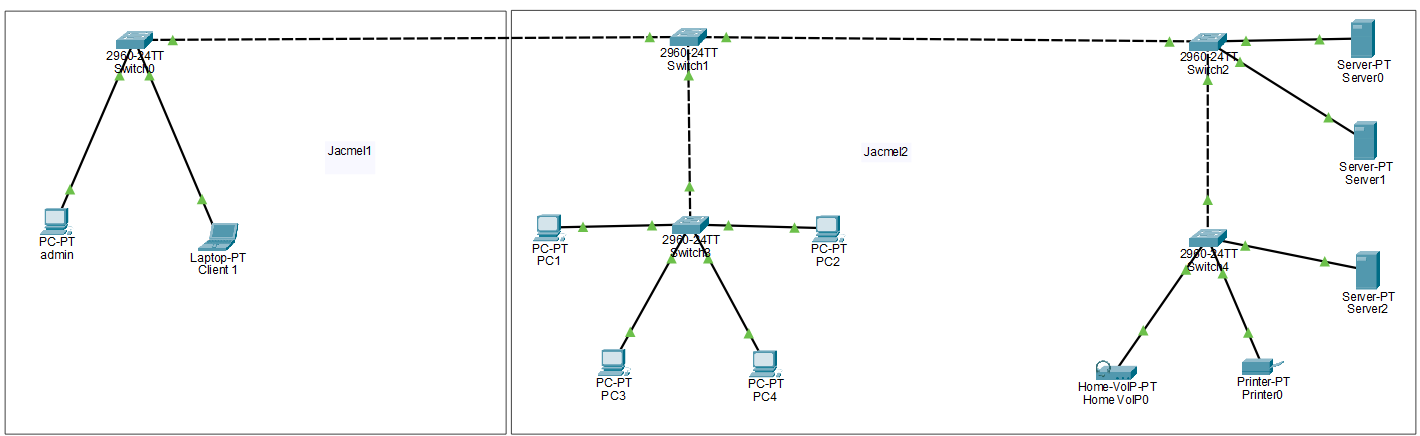 2960-24TT
Switch0
Jacmel1
PC-PT
admin
Laptop-PT
Client 1
2960-24TT
Switch1
2960-24TT
Switch2
Server-PT
Server0
Jacmel2
Server-PT
Server1
PC-PT
PC1
2960-24TT
Switch3
PC-PT
PC2
2960-24TT
Switch4
Server-PT
Server2
PC-PT
PC3
PC-PT
PC4
Home-VoIP-PT
Home VoIP0
Printer-PT
Printer0